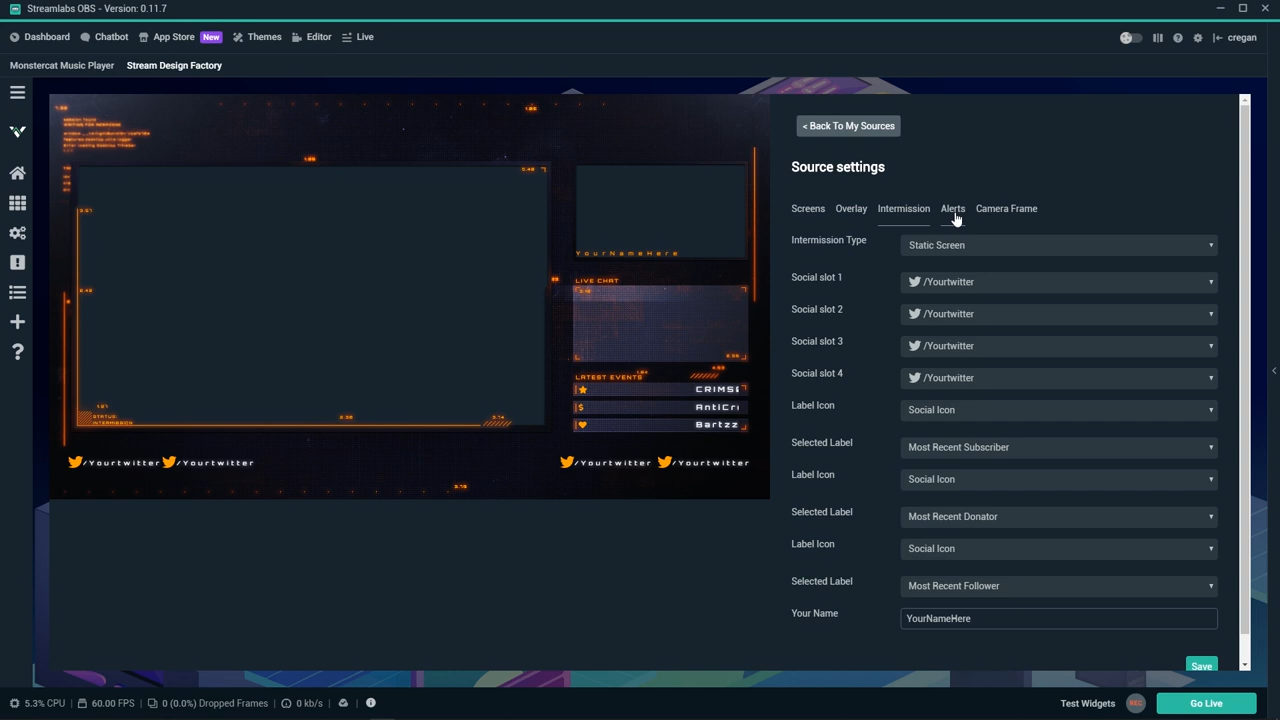 Streamlabs OBS - Version: 0.11.7
Dashboard Chatbot App Store New Themes Editor Live cregan
Monstercat Music Player Stream Design Factory
< Back To My Sources
Source settings
Screens Overlay Intermission Alerts Camera Frame
Intermission Type Static Screen
Social slot 1 /Yourtwitter
Social slot 2 /Yourtwitter
Social slot 3 /Yourtwitter
Social slot 4 /Yourtwitter
Label Icon Social Icon
Selected Label Most Recent Subscriber
Label Icon Social Icon
Selected Label Most Recent Donator
Label Icon Social Icon
Selected Label Most Recent Follower
Your Name YourNameHere
Save
YourNameHere
LIVE CHAT
LATEST EVENTS
CRIMS
AntiCr
Bartzz
STATUS:
INTERMISSION
/Yourtwitter /Yourtwitter /Yourtwitter /Yourtwitter
5.3% CPU 60.00 FPS 0 (0.0%) Dropped Frames 0 kb/s Test Widgets REC Go Live